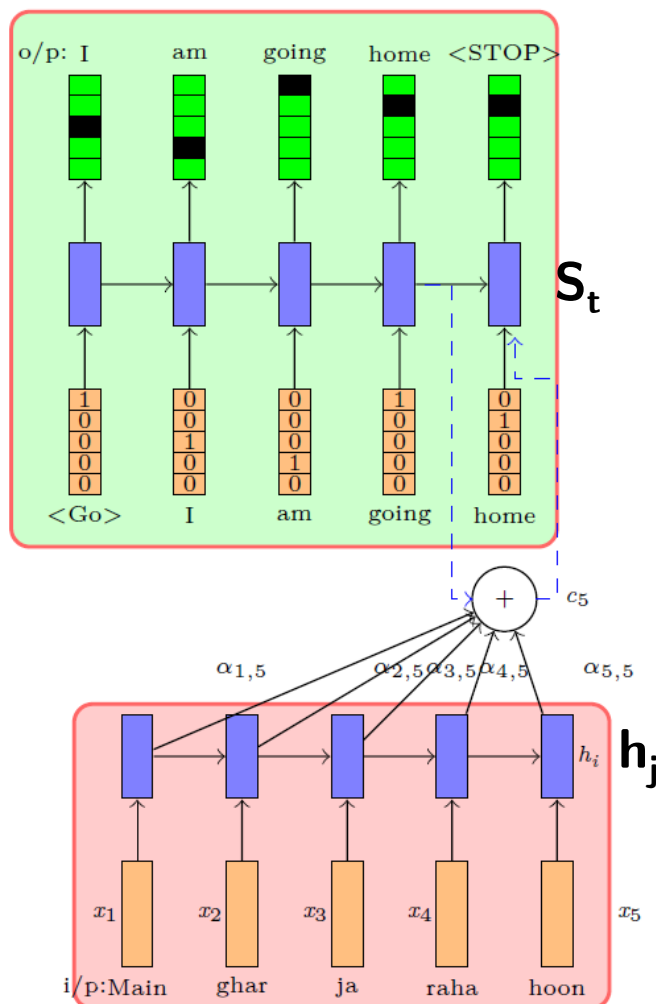 o/p: I am going home <STOP>
S_t
1 0 0 1 0
0 0 0 0 1
0 1 0 0 0
0 0 1 0 0
0 0 0 0 0
<Go> I am going home
+ c_5
α_{1,5} α_{2,5} α_{3,5} α_{4,5} α_{5,5}
h_i h_j
x_1 x_2 x_3 x_4 x_5
i/p: Main ghar ja raha hoon